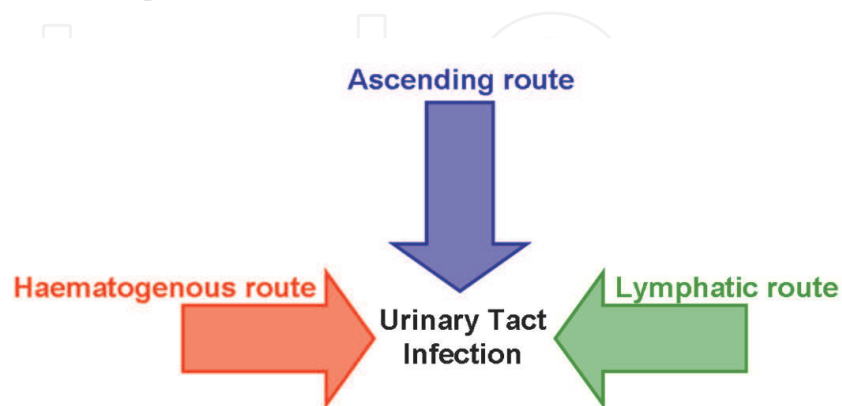 Ascending route
Haematogenous route
Lymphatic route
Urinary Tact
Infection